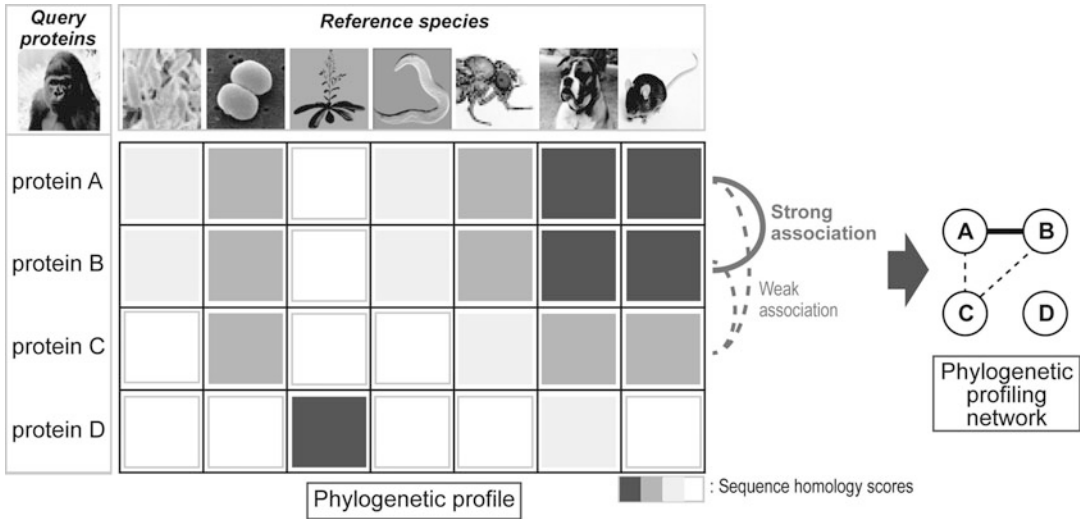 Query
proteins
Reference species
protein A
protein B
protein C
protein D
Strong
association
Weak
association
A
B
C
D
Phylogenetic
profiling
network
Phylogenetic profile
: Sequence homology scores